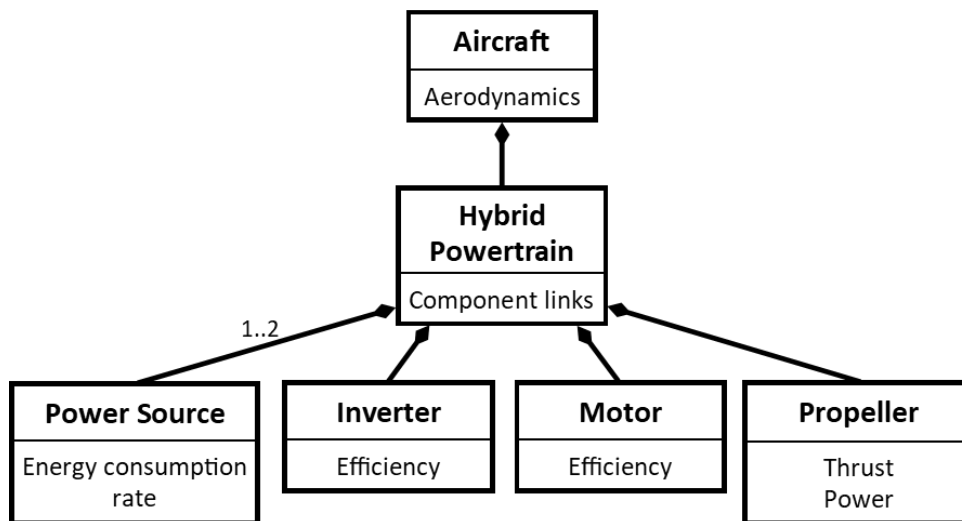 Aircraft
Aerodynamics
Hybrid
Powertrain
Component links
1..2
Power Source
Energy consumption
rate
Inverter
Efficiency
Motor
Efficiency
Propeller
Thrust
Power